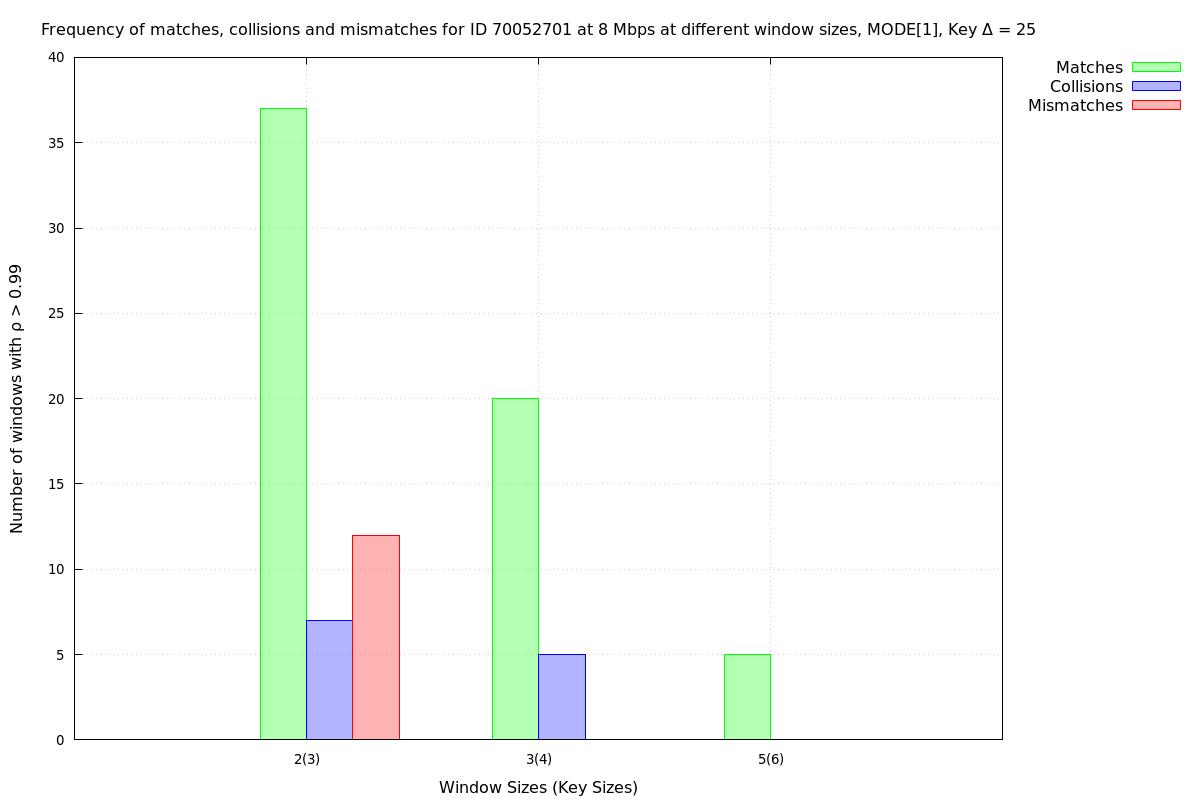 Frequency of matches, collisions and mismatches for ID 70052701 at 8 Mbps at different window sizes, MODE[1], Key Δ = 25
Matches
Collisions
Mismatches
Number of windows with ρ > 0.99
40
35
30
25
20
15
10
5
0
2(3)
3(4)
5(6)
Window Sizes (Key Sizes)